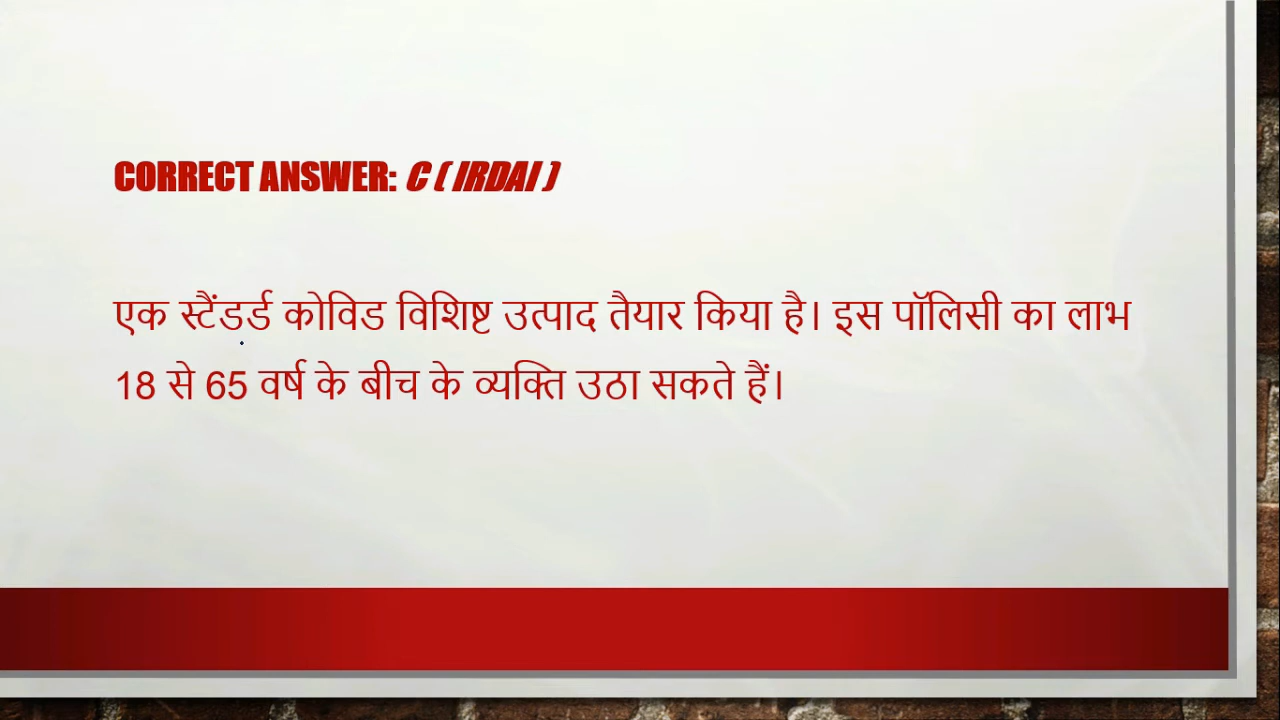 CORRECT ANSWER: C ( IRDAI )
एक स्टैंडर्ड कोविड विशिष्ट उत्पाद तैयार किया है। इस पॉलिसी का लाभ
18 से 65 वर्ष के बीच के व्यक्ति उठा सकते हैं।